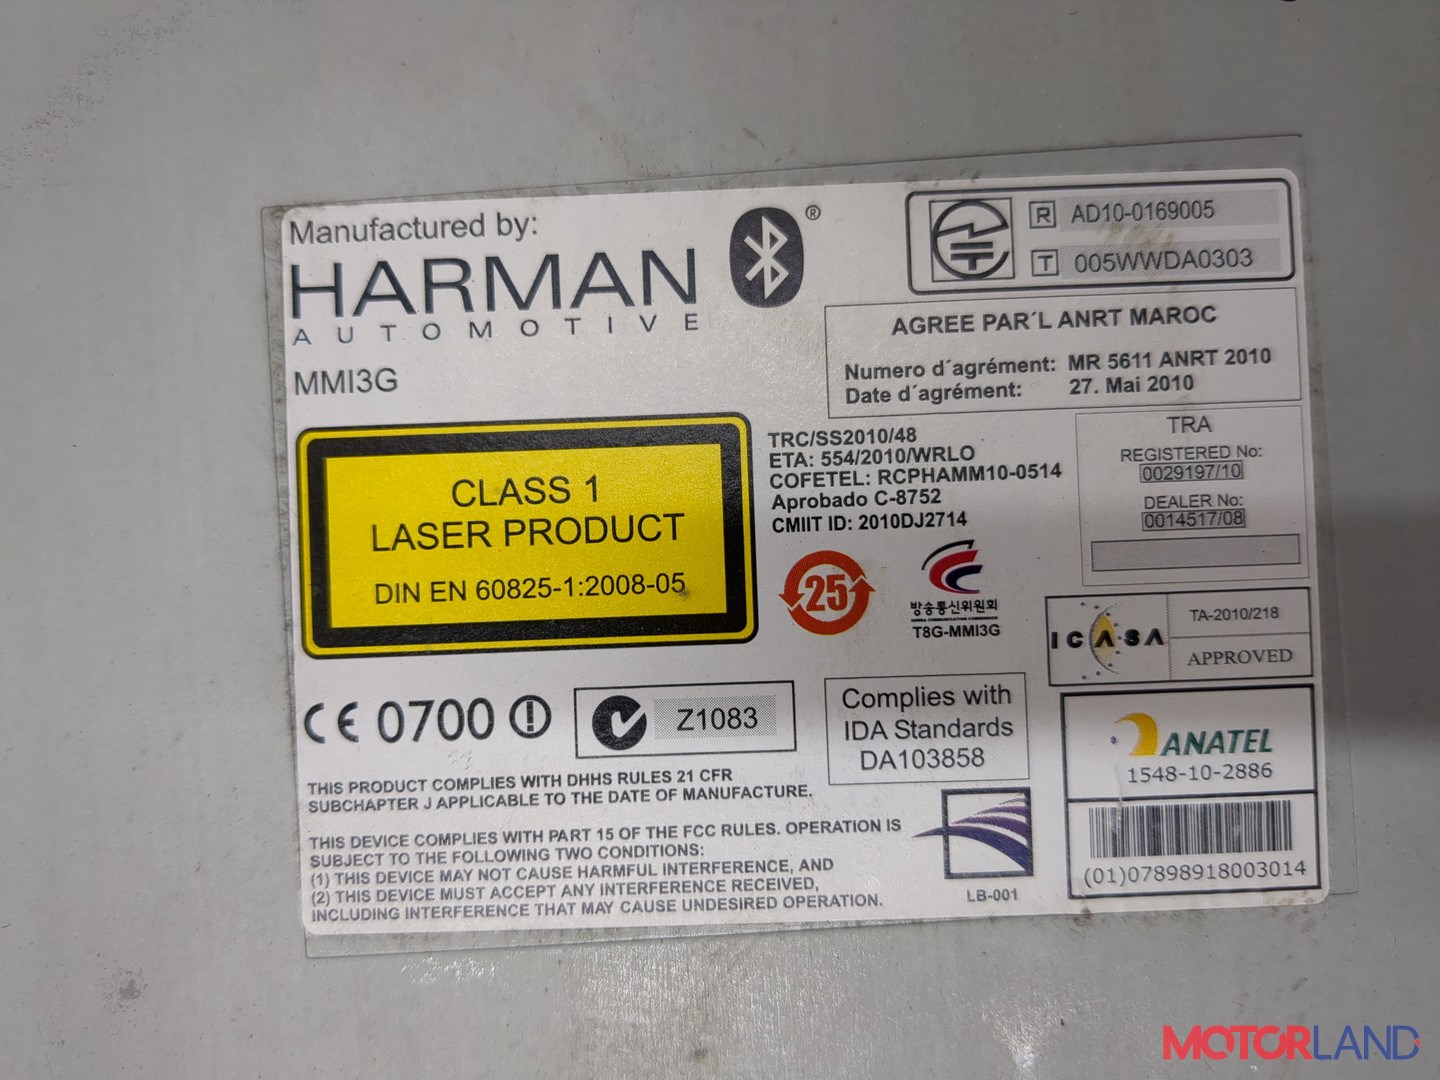 Manufactured by:
HARMAN
AUTOMOTIVE
®
MMI3G
R AD10-0169005
T 005WWDA0303
AGREE PAR´L ANRT MAROC
Numero d´agrément: MR 5611 ANRT 2010
Date d´agrément: 27. Mai 2010
CLASS 1
LASER PRODUCT
DIN EN 60825-1:2008-05
TRC/SS2010/48
ETA: 554/2010/WRLO
COFETEL: RCPHAMM10-0514
Aprobado C-8752
CMIIT ID: 2010DJ2714
TRA
REGISTERED No:
0029197/10
DEALER No:
0014517/08
25
방송통신위원회
KOREA COMMUNICATIONS COMMISSION
T8G-MMI3G
ICASA
TA-2010/218
APPROVED
CE 0700
Z1083
Complies with
IDA Standards
DA103858
ANATEL
1548-10-2886
(01)07898918003014
THIS PRODUCT COMPLIES WITH DHHS RULES 21 CFR
SUBCHAPTER J APPLICABLE TO THE DATE OF MANUFACTURE.
THIS DEVICE COMPLIES WITH PART 15 OF THE FCC RULES. OPERATION IS
SUBJECT TO THE FOLLOWING TWO CONDITIONS:
(1) THIS DEVICE MAY NOT CAUSE HARMFUL INTERFERENCE, AND
(2) THIS DEVICE MUST ACCEPT ANY INTERFERENCE RECEIVED,
INCLUDING INTERFERENCE THAT MAY CAUSE UNDESIRED OPERATION.
LB-001
MOTORLAND